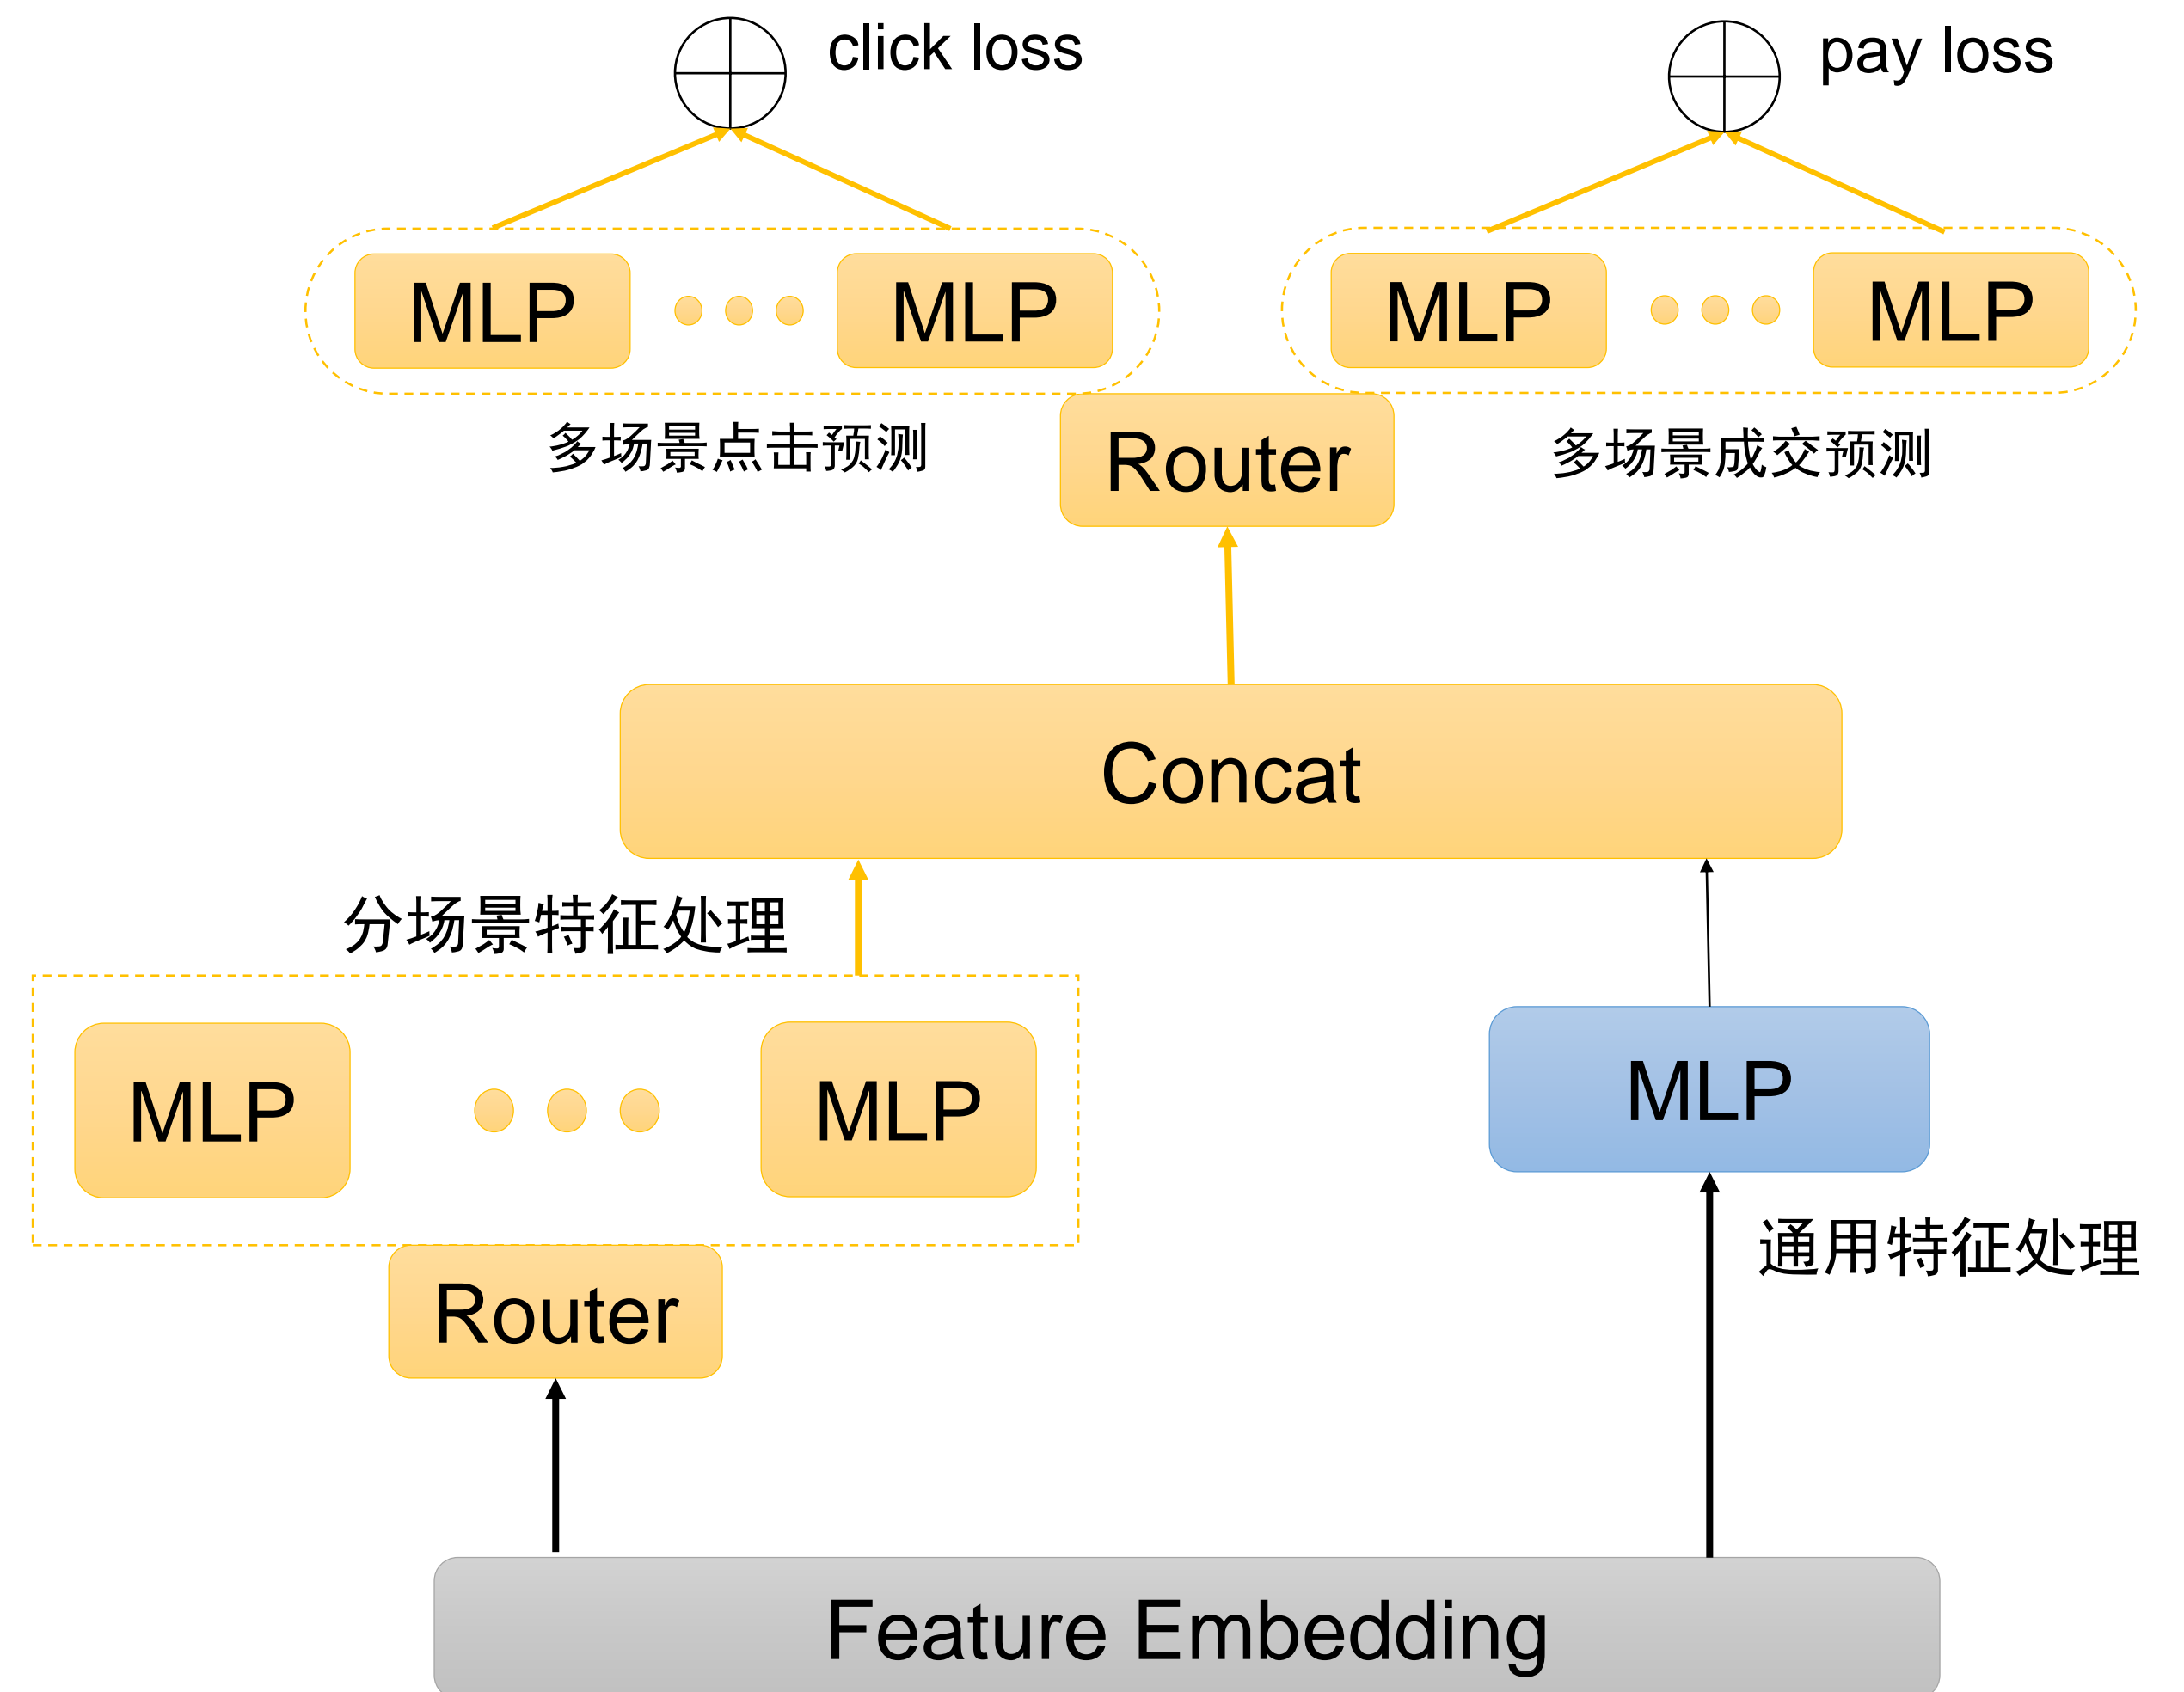 click loss
pay loss
MLP
MLP
MLP
MLP
多场景点击预测
Router
多场景成交预测
Concat
分场景特征处理
MLP
MLP
MLP
通用特征处理
Router
Feature Embedding